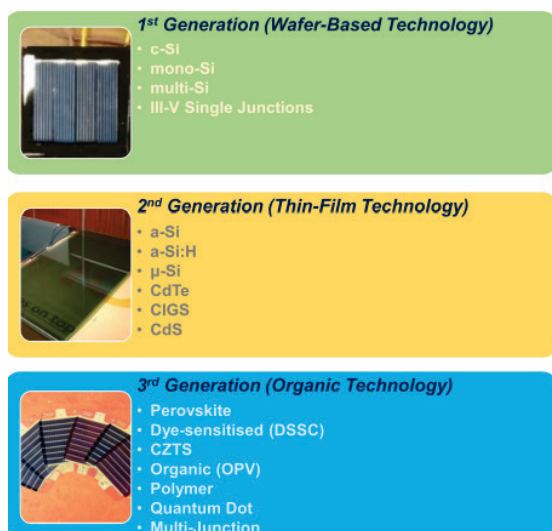 1st Generation (Wafer-Based Technology)
• c-Si
• mono-Si
• multi-Si
• III-V Single Junctions
2nd Generation (Thin-Film Technology)
• a-Si
• a-Si:H
• µ-Si
• CdTe
• CIGS
• CdS
on top
3rd Generation (Organic Technology)
• Perovskite
• Dye-sensitised (DSSC)
• CZTS
• Organic (OPV)
• Polymer
• Quantum Dot
• Multi-Junction